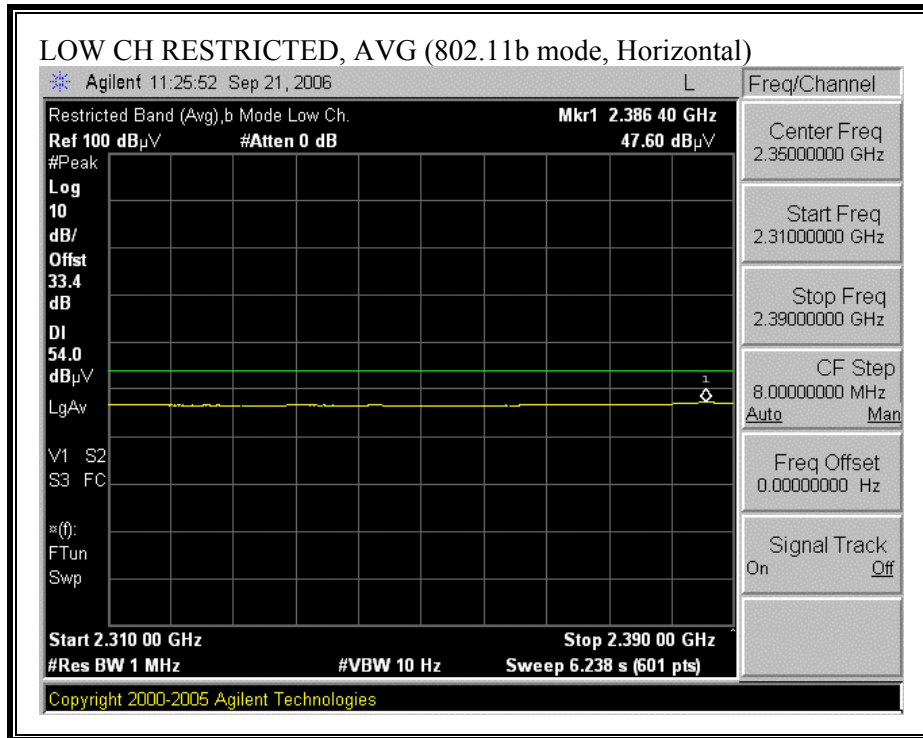 LOW CH RESTRICTED, AVG (802.11b mode, Horizontal)
Agilent 11:25:52 Sep 21, 2006 L
Restricted Band (Avg),b Mode Low Ch. Mkr1 2.386 40 GHz
Ref 100 dBμV #Atten 0 dB 47.60 dBμV
#Peak
Log
10
dB/
Offst
33.4
dB
DI
54.0
dBμV
LgAv
1
V1 S2
S3 FC
¤(f):
FTun
Swp
Start 2.310 00 GHz Stop 2.390 00 GHz ^
#Res BW 1 MHz #VBW 10 Hz Sweep 6.238 s (601 pts)
Copyright 2000-2005 Agilent Technologies
Freq/Channel
Center Freq
2.35000000 GHz
Start Freq
2.31000000 GHz
Stop Freq
2.39000000 GHz
CF Step
8.00000000 MHz
Auto Man
Freq Offset
0.00000000 Hz
Signal Track
On Off